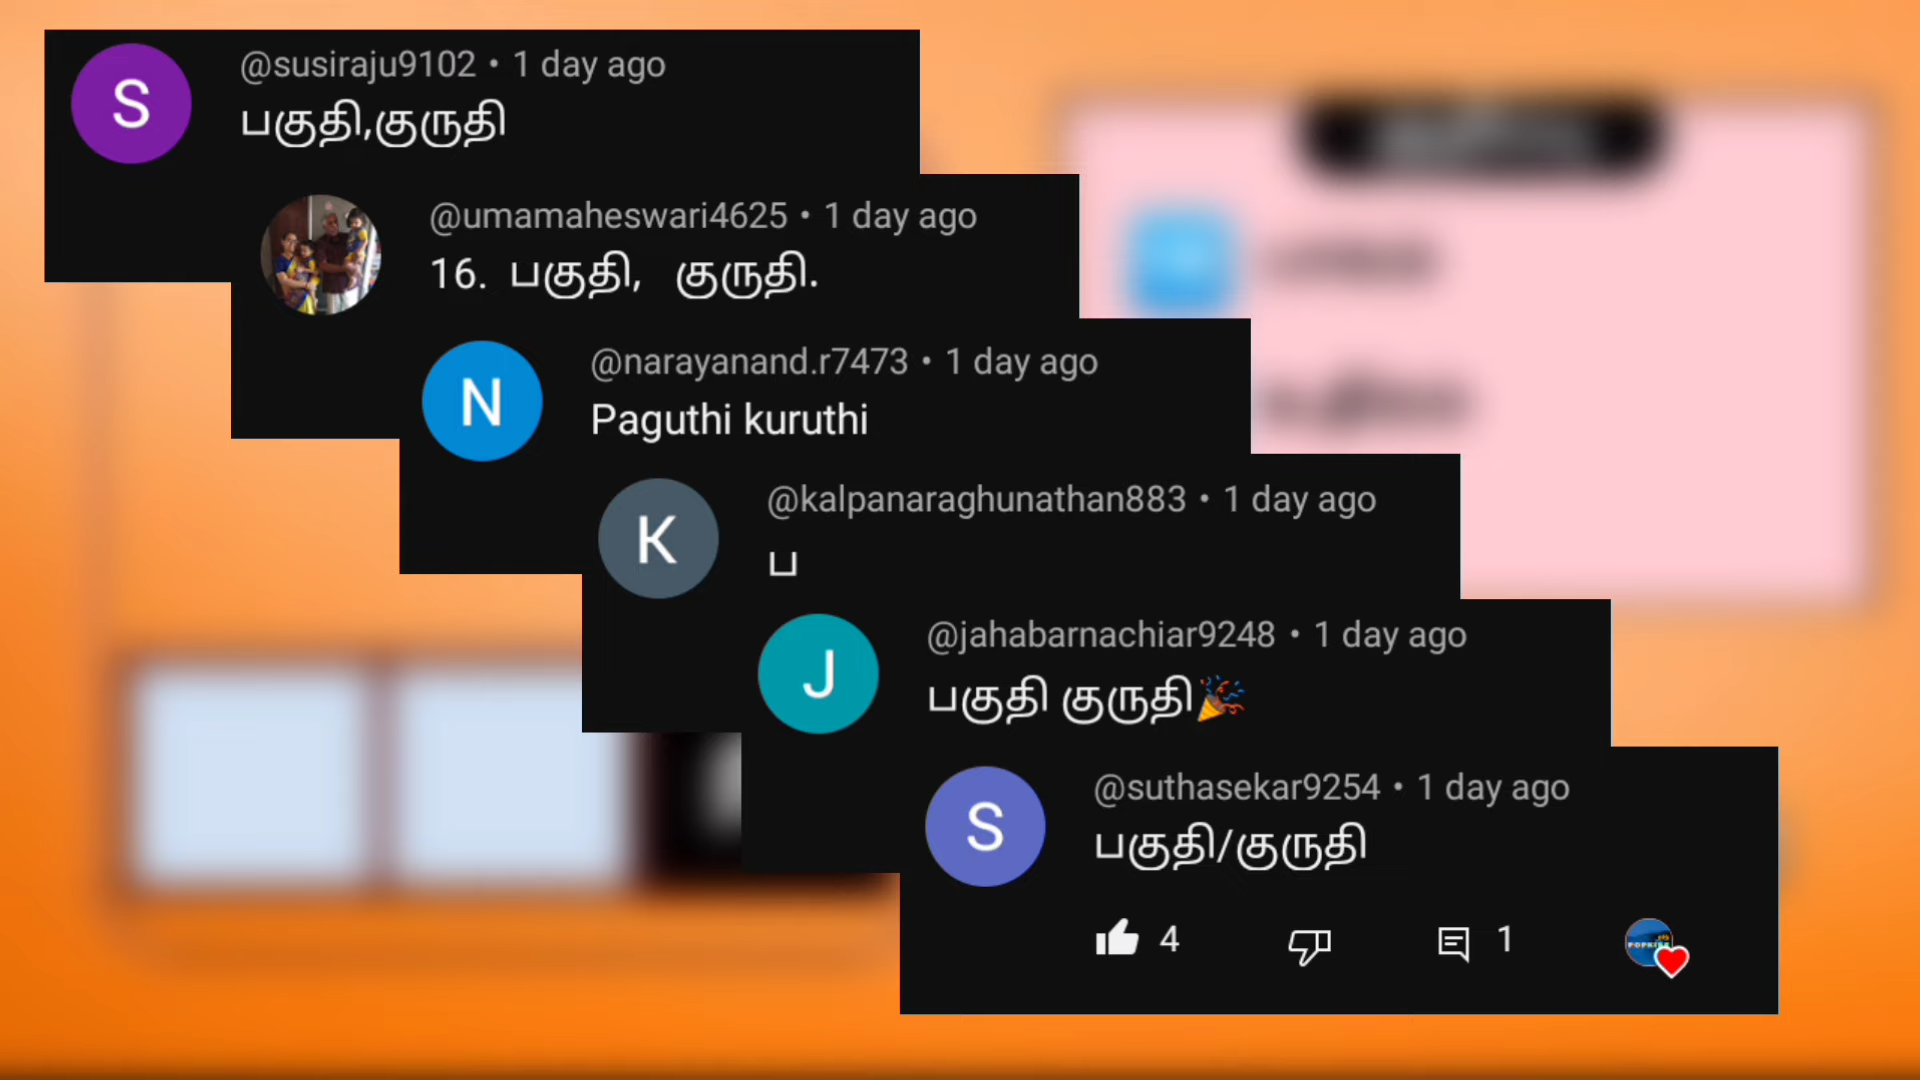 S
@susiraju9102 • 1 day ago
பகுதி,குருதி
@umamaheswari4625 • 1 day ago
16. பகுதி, குருதி.
N
@narayanand.r7473 • 1 day ago
Paguthi kuruthi
K
@kalpanaraghunathan883 • 1 day ago
ப
J
@jahabarnachiar9248 • 1 day ago
பகுதி குருதி🎉
S
@suthasekar9254 • 1 day ago
பகுதி/குருதி
4 1